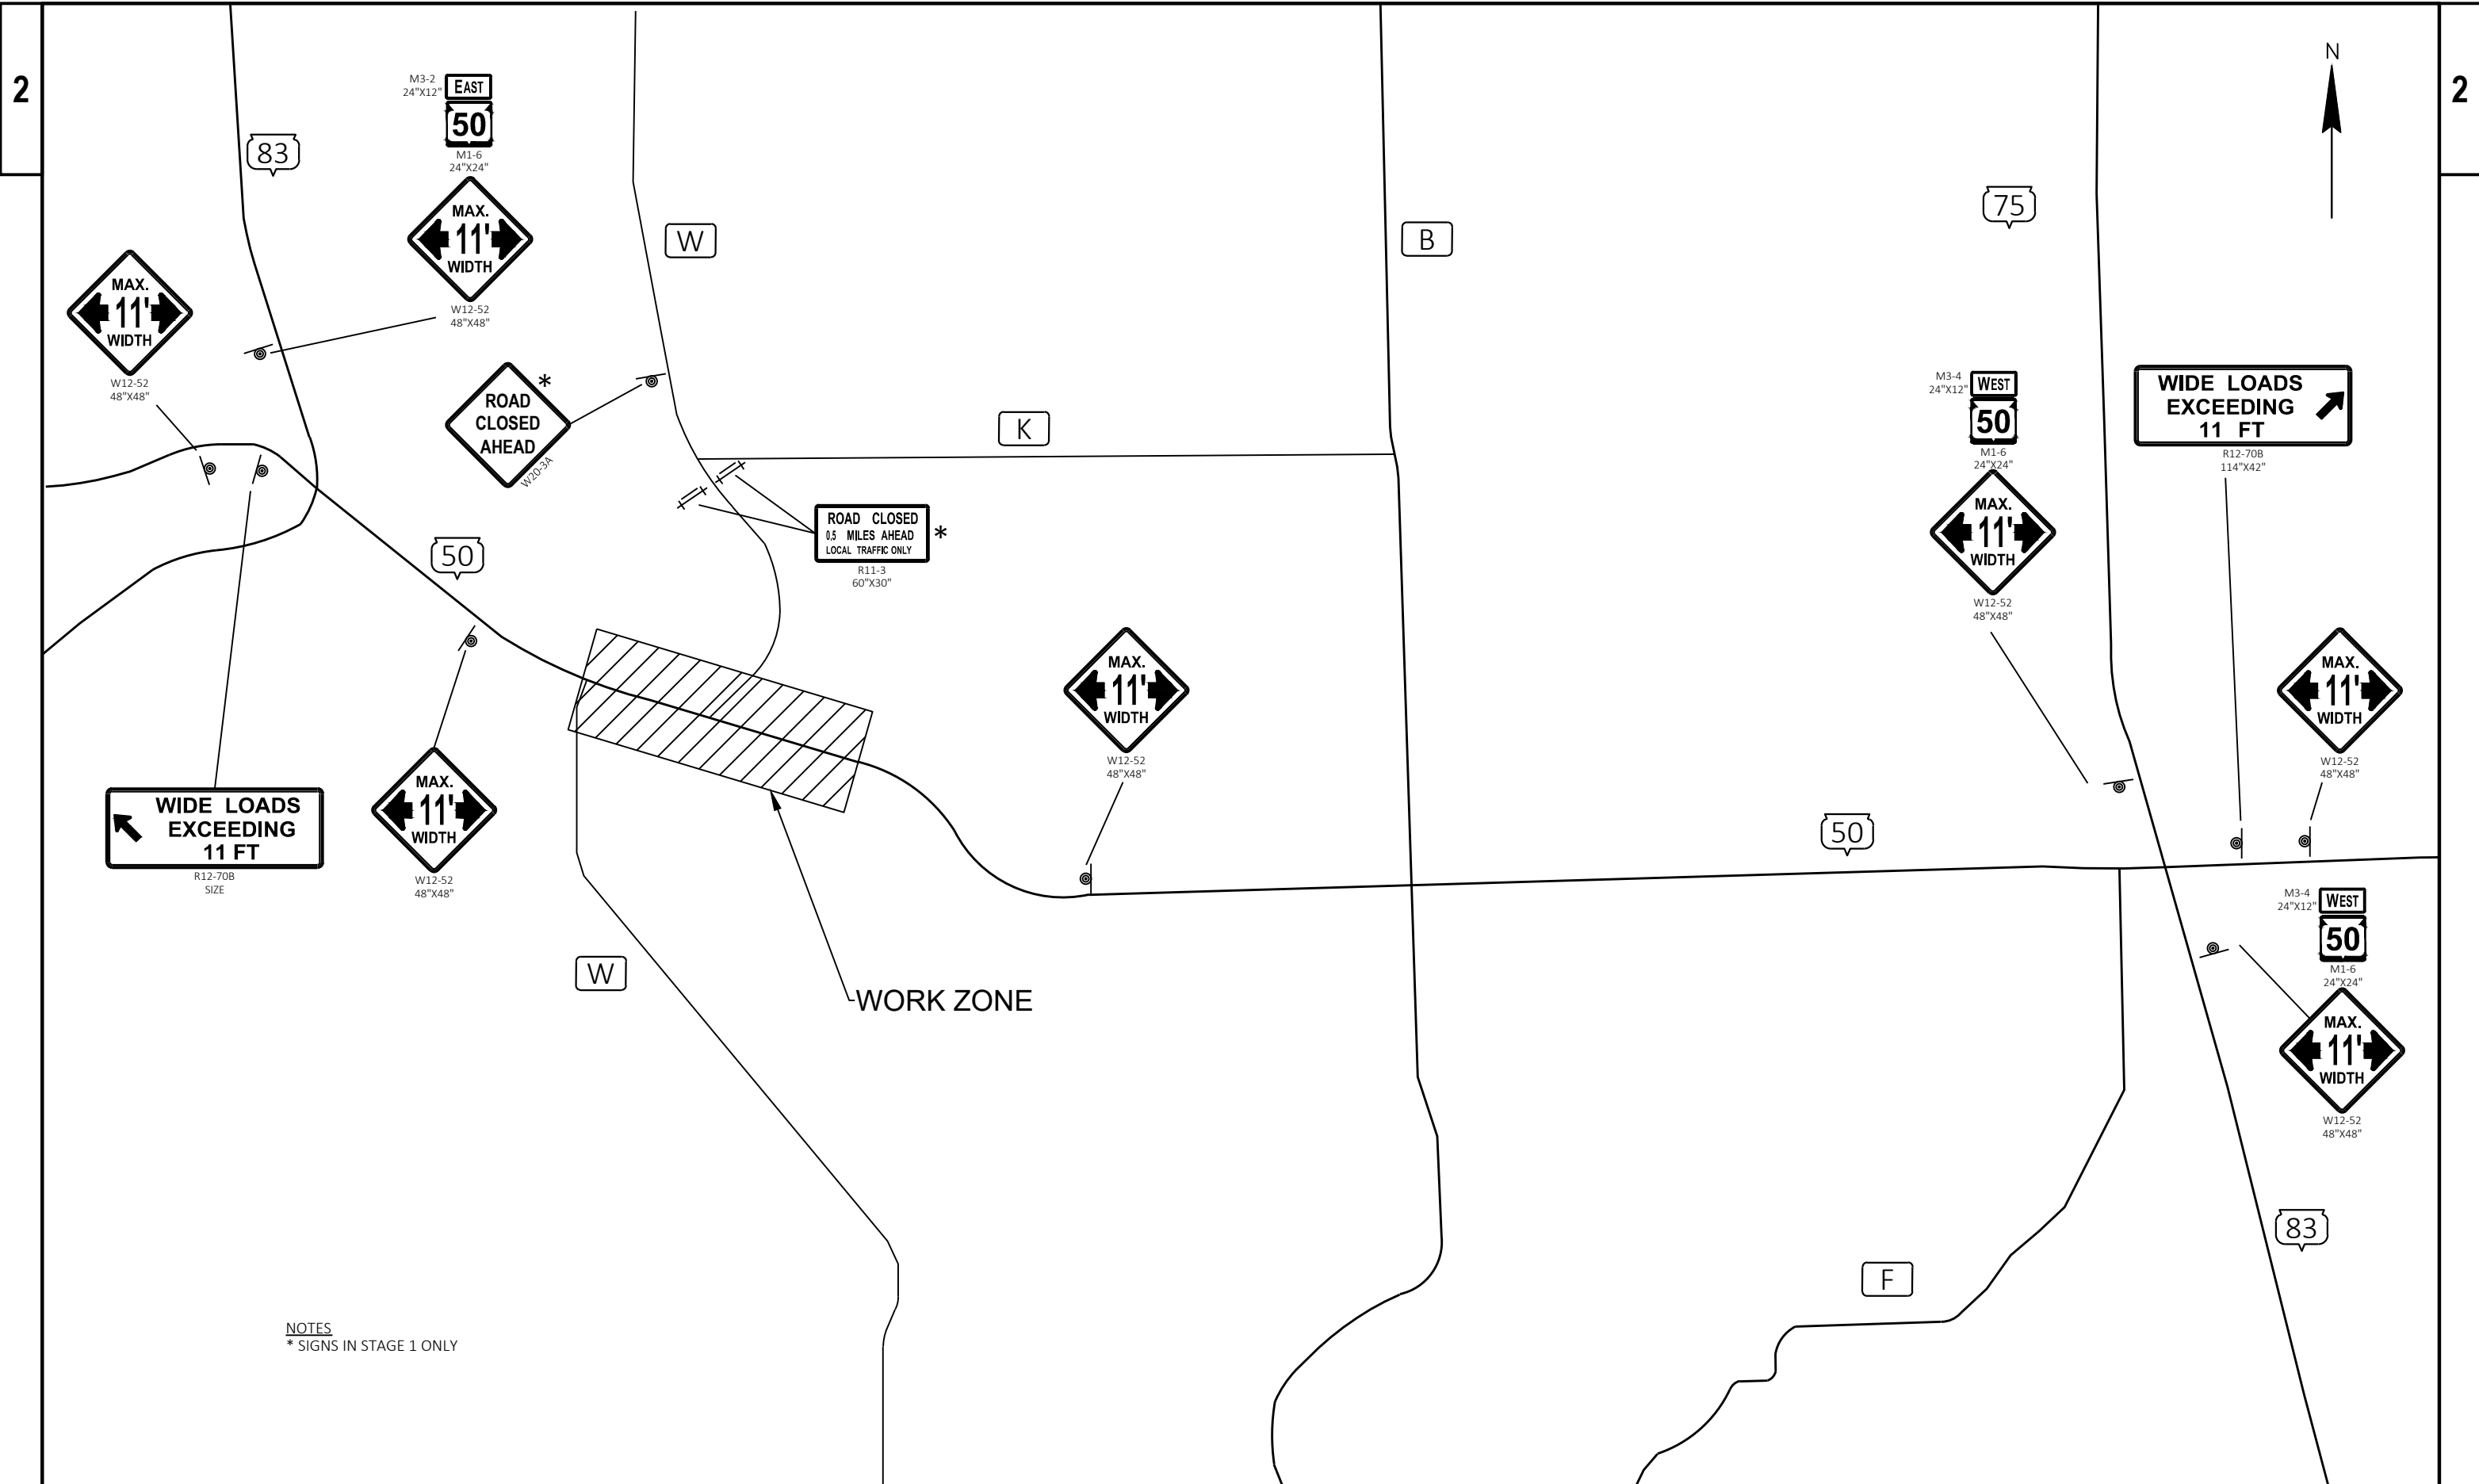 2
2
N
M3-2
24"X12"
EAST
50
M1-6
24"X24"
MAX.
11'
WIDTH
W12-52
48"X48"
83
W
B
75
MAX.
11'
WIDTH
W12-52
48"X48"
ROAD
CLOSED
AHEAD
*
W20-3A
K
M3-4
24"X12"
WEST
50
M1-6
24"X24"
MAX.
11'
WIDTH
W12-52
48"X48"
WIDE LOADS
EXCEEDING
11 FT
R12-70B
114"X42"
ROAD CLOSED
0.5 MILES AHEAD
LOCAL TRAFFIC ONLY
*
R11-3
60"X30"
50
MAX.
11'
WIDTH
W12-52
48"X48"
MAX.
11'
WIDTH
W12-52
48"X48"
WIDE LOADS
EXCEEDING
11 FT
R12-70B
SIZE
MAX.
11'
WIDTH
W12-52
48"X48"
50
M3-4
24"X12"
WEST
50
M1-6
24"X24"
MAX.
11'
WIDTH
W12-52
48"X48"
W
WORK ZONE
83
F
NOTES
* SIGNS IN STAGE 1 ONLY